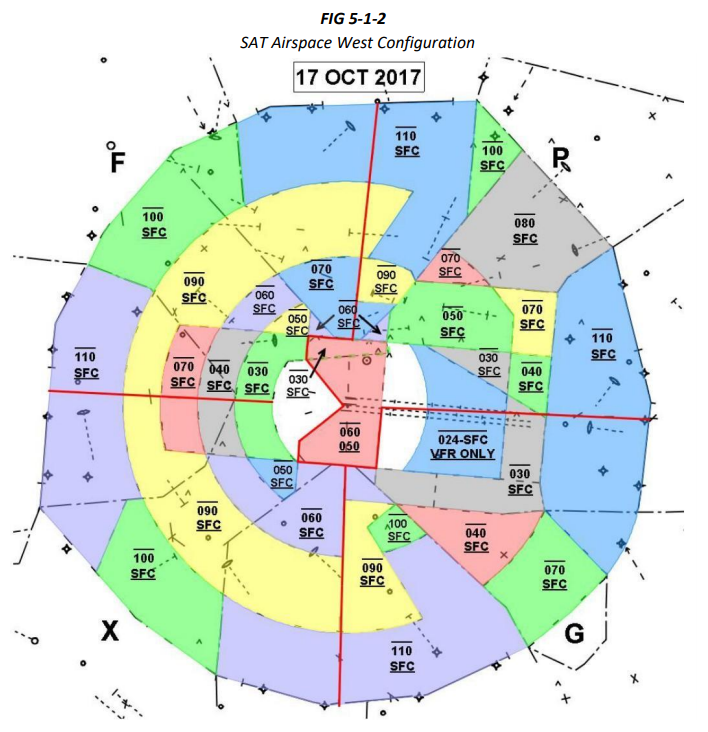 FIG 5-1-2
SAT Airspace West Configuration
17 OCT 2017
110
SFC
F
100
SFC
P
100
SFC
080
SFC
070
SFC
090
SFC
070
SFC
090
SFC
060
SFC
060
SFC
050
SFC
050
SFC
070
SFC
110
SFC
110
SFC
070
SFC
040
SFC
030
SFC
030
SFC
030
SFC
040
SFC
060
050
024-SFC
VFR ONLY
050
SFC
030
SFC
090
SFC
060
SFC
100
SFC
040
SFC
100
SFC
090
SFC
070
SFC
X
G
110
SFC